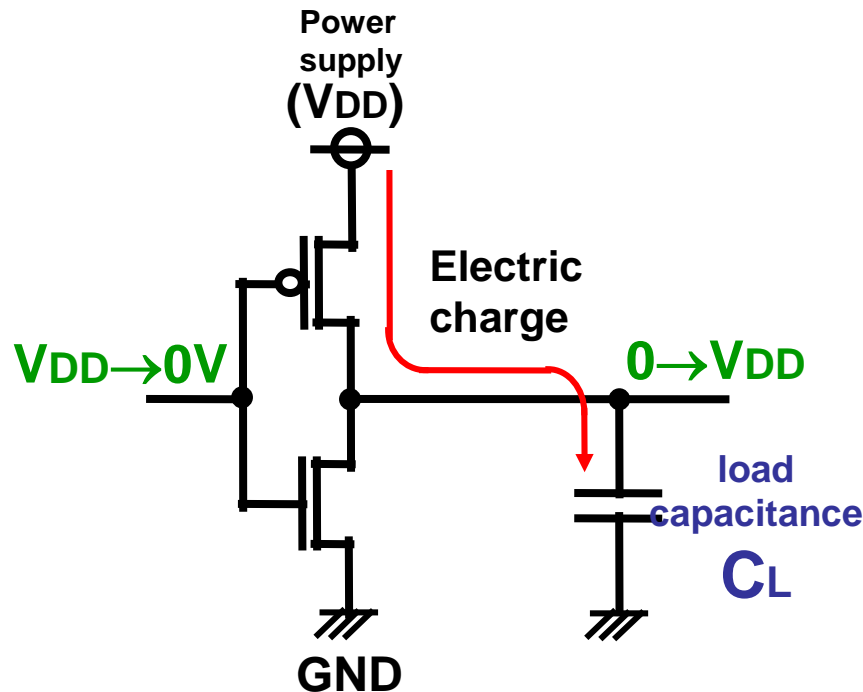 Power
supply
(VDD)
Electric
charge
VDD→0V
0→VDD
load
capacitance
CL
GND